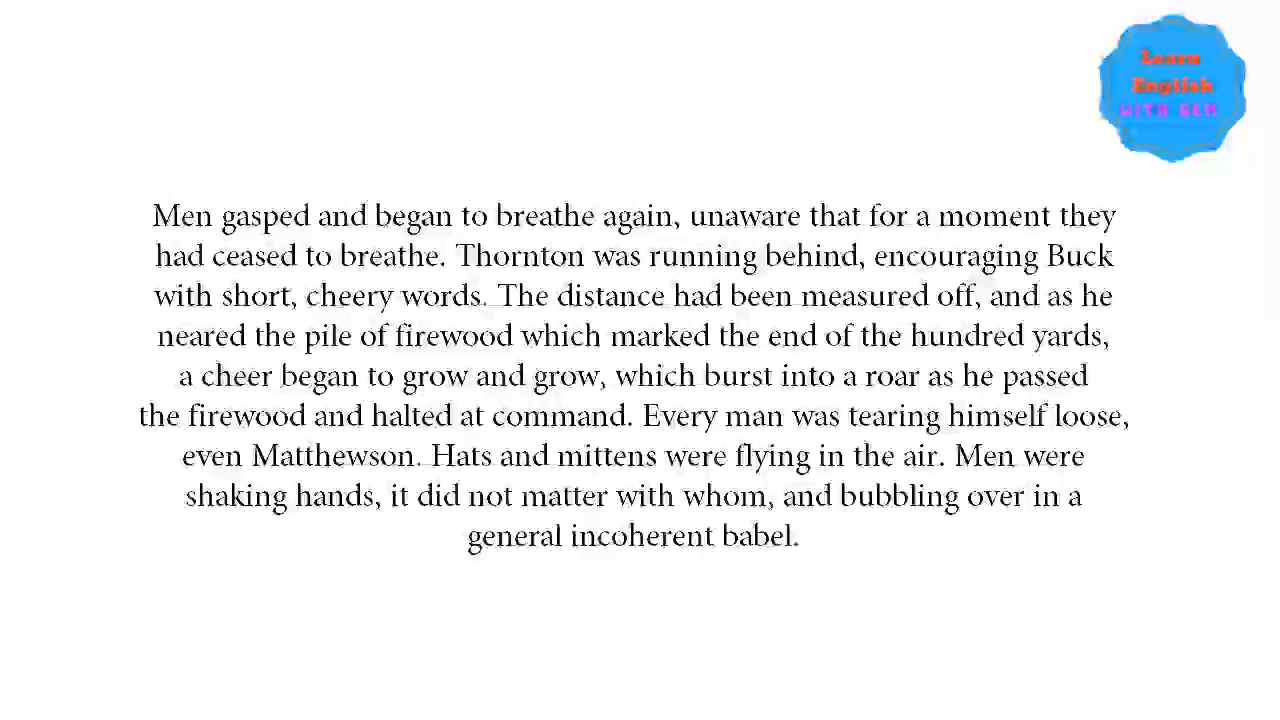 Learn
English
WITH GEM
Men gasped and began to breathe again, unaware that for a moment they
had ceased to breathe. Thornton was running behind, encouraging Buck
with short, cheery words. The distance had been measured off, and as he
neared the pile of firewood which marked the end of the hundred yards,
a cheer began to grow and grow, which burst into a roar as he passed
the firewood and halted at command. Every man was tearing himself loose,
even Matthewson. Hats and mittens were flying in the air. Men were
shaking hands, it did not matter with whom, and bubbling over in a
general incoherent babel.